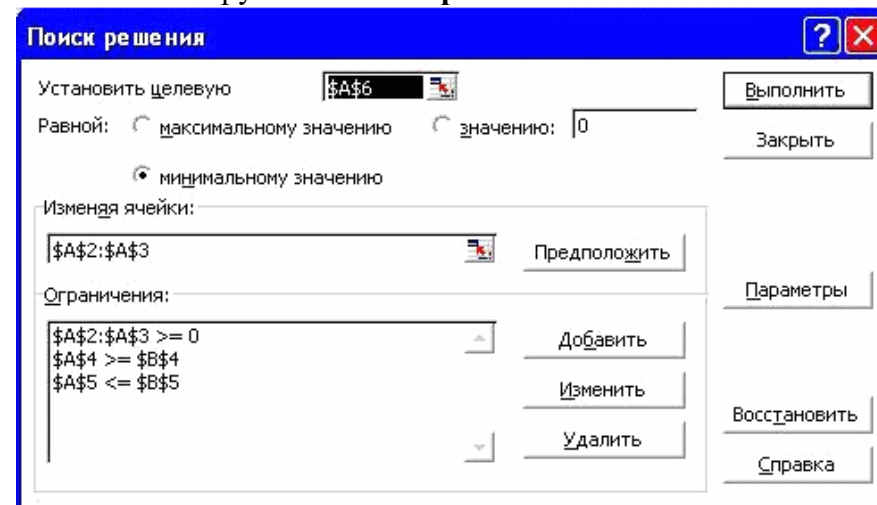 Поиск решения
Установить целевую $A$6
Выполнить
Равной: максимальному значению значению: 0
Закрыть
минимальному значению
Изменяя ячейки:
$A$2:$A$3
Предположить
Параметры
Ограничения:
$A$2:$A$3 >= 0
$A$4 >= $B$4
$A$5 <= $B$5
Добавить
Изменить
Удалить
Восстановить
Справка